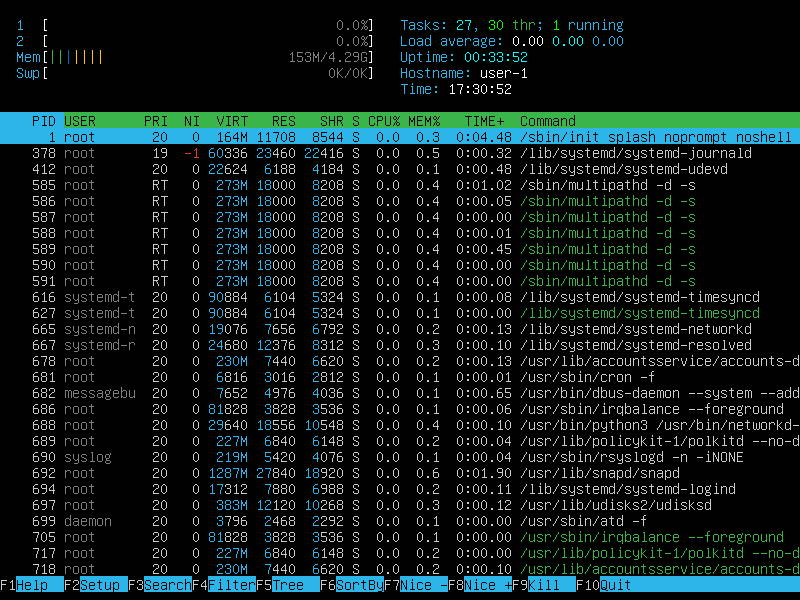 1 [ 0.0%] Tasks: 27, 30 thr; 1 running
2 [ 0.0%] Load average: 0.00 0.00 0.00
Mem[||||||| 153M/4.29G] Uptime: 00:33:52
Swp[ 0K/0K] Hostname: user-1
Time: 17:30:52
PID USER PRI NI VIRT RES SHR S CPU% MEM% TIME+ Command
1 root 20 0 164M 11708 8544 S 0.0 0.3 0:04.48 /sbin/init splash noprompt noshell
378 root 19 -1 60336 23460 22416 S 0.0 0.5 0:00.32 /lib/systemd/systemd-journald
412 root 20 0 22624 6188 4184 S 0.0 0.1 0:00.48 /lib/systemd/systemd-udevd
585 root RT 0 273M 18000 8208 S 0.0 0.4 0:01.02 /sbin/multipathd -d -s
586 root RT 0 273M 18000 8208 S 0.0 0.4 0:00.05 /sbin/multipathd -d -s
587 root RT 0 273M 18000 8208 S 0.0 0.4 0:00.00 /sbin/multipathd -d -s
588 root RT 0 273M 18000 8208 S 0.0 0.4 0:00.01 /sbin/multipathd -d -s
589 root RT 0 273M 18000 8208 S 0.0 0.4 0:00.45 /sbin/multipathd -d -s
590 root RT 0 273M 18000 8208 S 0.0 0.4 0:00.00 /sbin/multipathd -d -s
591 root RT 0 273M 18000 8208 S 0.0 0.4 0:00.00 /sbin/multipathd -d -s
616 systemd-t 20 0 90884 6104 5324 S 0.0 0.1 0:00.08 /lib/systemd/systemd-timesyncd
627 systemd-t 20 0 90884 6104 5324 S 0.0 0.1 0:00.00 /lib/systemd/systemd-timesyncd
665 systemd-n 20 0 19076 7656 6792 S 0.0 0.2 0:00.13 /lib/systemd/systemd-networkd
667 systemd-r 20 0 24680 12376 8312 S 0.0 0.3 0:00.10 /lib/systemd/systemd-resolved
678 root 20 0 230M 7440 6620 S 0.0 0.2 0:00.13 /usr/lib/accountsservice/accounts-d
681 root 20 0 6816 3016 2812 S 0.0 0.1 0:00.01 /usr/sbin/cron -f
682 messagebu 20 0 7652 4976 4036 S 0.0 0.1 0:00.65 /usr/bin/dbus-daemon --system --add
686 root 20 0 81828 3828 3536 S 0.0 0.1 0:00.06 /usr/sbin/irqbalance --foreground
688 root 20 0 29640 18556 10548 S 0.0 0.4 0:00.10 /usr/bin/python3 /usr/bin/networkd-
689 root 20 0 227M 6840 6148 S 0.0 0.2 0:00.04 /usr/lib/policykit-1/polkitd --no-d
690 syslog 20 0 219M 5420 4076 S 0.0 0.1 0:00.04 /usr/sbin/rsyslogd -n -iNONE
692 root 20 0 1287M 27840 18920 S 0.0 0.6 0:01.90 /usr/lib/snapd/snapd
694 root 20 0 17312 7880 6988 S 0.0 0.2 0:00.11 /lib/systemd/systemd-logind
697 root 20 0 383M 12120 10268 S 0.0 0.3 0:00.12 /usr/lib/udisks2/udisksd
699 daemon 20 0 3796 2468 2292 S 0.0 0.1 0:00.00 /usr/sbin/atd -f
705 root 20 0 81828 3828 3536 S 0.0 0.1 0:00.00 /usr/sbin/irqbalance --foreground
717 root 20 0 227M 6840 6148 S 0.0 0.2 0:00.00 /usr/lib/policykit-1/polkitd --no-d
718 root 20 0 230M 7440 6620 S 0.0 0.2 0:00.10 /usr/lib/accountsservice/accounts-d
F1Help F2Setup F3SearchF4FilterF5Tree F6SortByF7Nice -F8Nice +F9Kill F10Quit